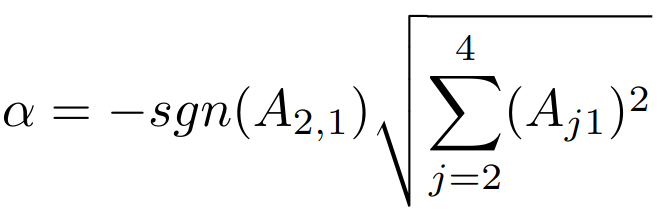 α = −sgn(A_{2,1})√(∑_{j=2}^{4}(A_{j1})^2)